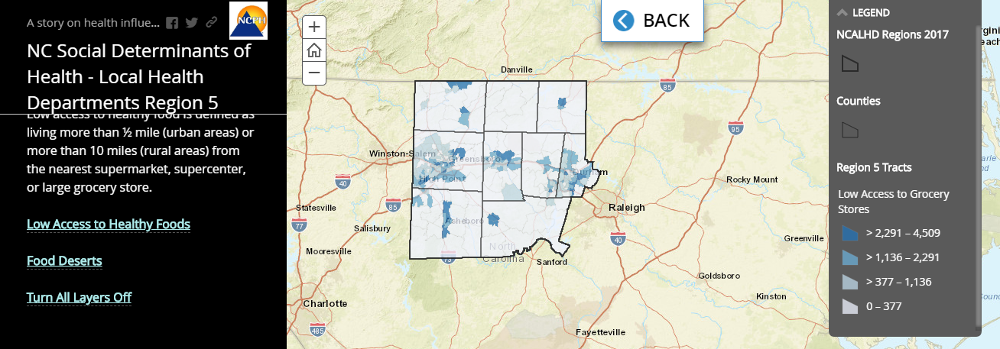 A story on health influe...
NCPH
NC Social Determinants of
Health - Local Health
Departments Region 5
Low access to healthy food is defined as
living more than ½ mile (urban areas) or
more than 10 miles (rural areas) from
the nearest supermarket, supercenter,
or large grocery store.
Low Access to Healthy Foods
Food Deserts
Turn All Layers Off
+
−
BACK
Danville
85
95
Winston-Salem
Greensboro
High Point
Durham
40
85
Statesville
77
Salisbury
Asheboro
Mooresville
North
Carolina
73
Sanford
Raleigh
40
Rocky Mount
Greenville
Goldsboro
Kinston
Charlotte
485
Fayetteville
LEGEND
NCALHD Regions 2017
Counties
Region 5 Tracts
Low Access to Grocery
Stores
> 2,291 – 4,509
> 1,136 – 2,291
> 377 – 1,136
0 – 377